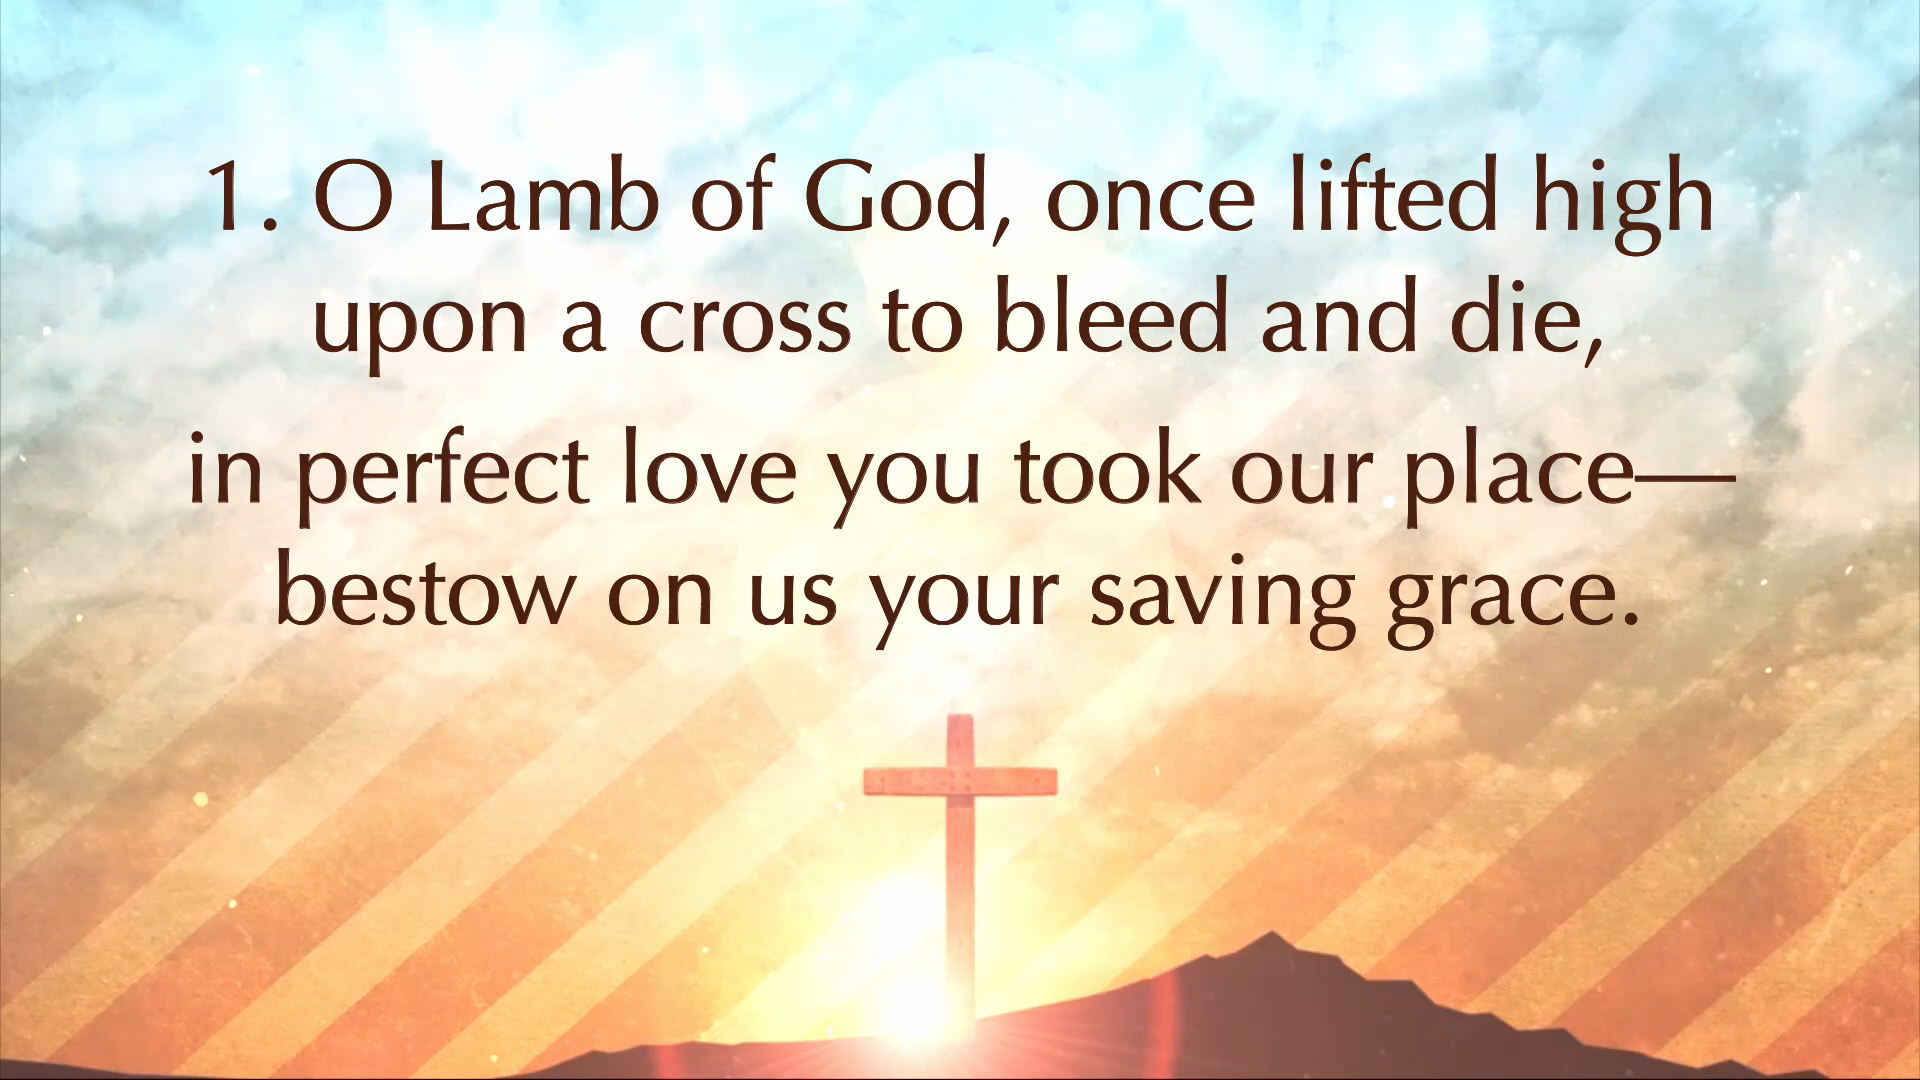 1. O Lamb of God, once lifted high
upon a cross to bleed and die,
in perfect love you took our place—
bestow on us your saving grace.